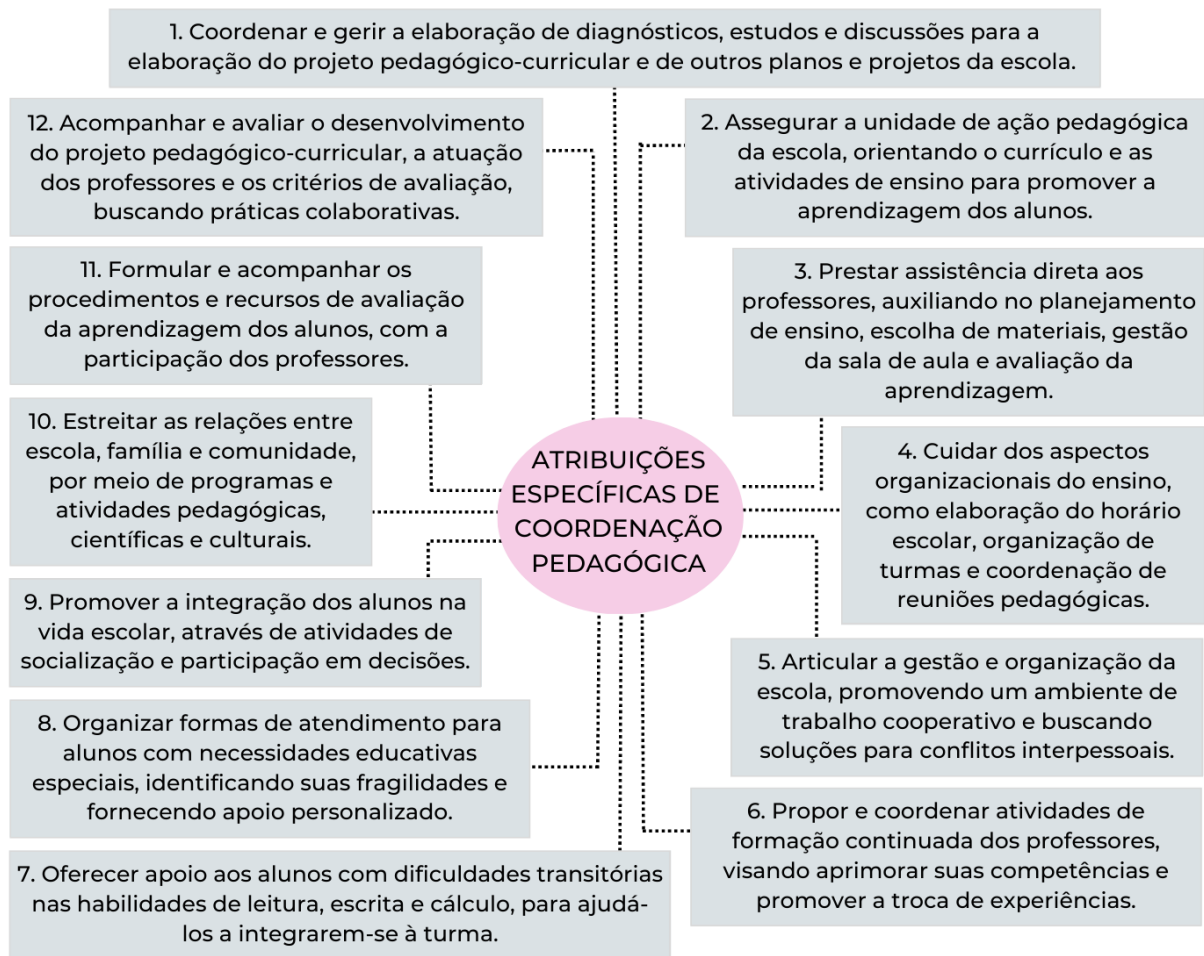 1. Coordenar e gerir a elaboração de diagnósticos, estudos e discussões para a
elaboração do projeto pedagógico-curricular e de outros planos e projetos da escola.
12. Acompanhar e avaliar o desenvolvimento
do projeto pedagógico-curricular, a atuação
dos professores e os critérios de avaliação,
buscando práticas colaborativas.
2. Assegurar a unidade de ação pedagógica
da escola, orientando o currículo e as
atividades de ensino para promover a
aprendizagem dos alunos.
11. Formular e acompanhar os
procedimentos e recursos de avaliação
da aprendizagem dos alunos, com a
participação dos professores.
3. Prestar assistência direta aos
professores, auxiliando no planejamento
de ensino, escolha de materiais, gestão
da sala de aula e avaliação da
aprendizagem.
10. Estreitar as relações entre
escola, família e comunidade,
por meio de programas e
atividades pedagógicas,
científicas e culturais.
ATRIBUIÇÕES
ESPECÍFICAS DE
COORDENAÇÃO
PEDAGÓGICA
4. Cuidar dos aspectos
organizacionais do ensino,
como elaboração do horário
escolar, organização de
turmas e coordenação de
reuniões pedagógicas.
9. Promover a integração dos alunos na
vida escolar, através de atividades de
socialização e participação em decisões.
5. Articular a gestão e organização da
escola, promovendo um ambiente de
trabalho cooperativo e buscando
soluções para conflitos interpessoais.
8. Organizar formas de atendimento para
alunos com necessidades educativas
especiais, identificando suas fragilidades e
fornecendo apoio personalizado.
6. Propor e coordenar atividades de
formação continuada dos professores,
visando aprimorar suas competências e
promover a troca de experiências.
7. Oferecer apoio aos alunos com dificuldades transitórias
nas habilidades de leitura, escrita e cálculo, para ajudá-
los a integrarem-se à turma.